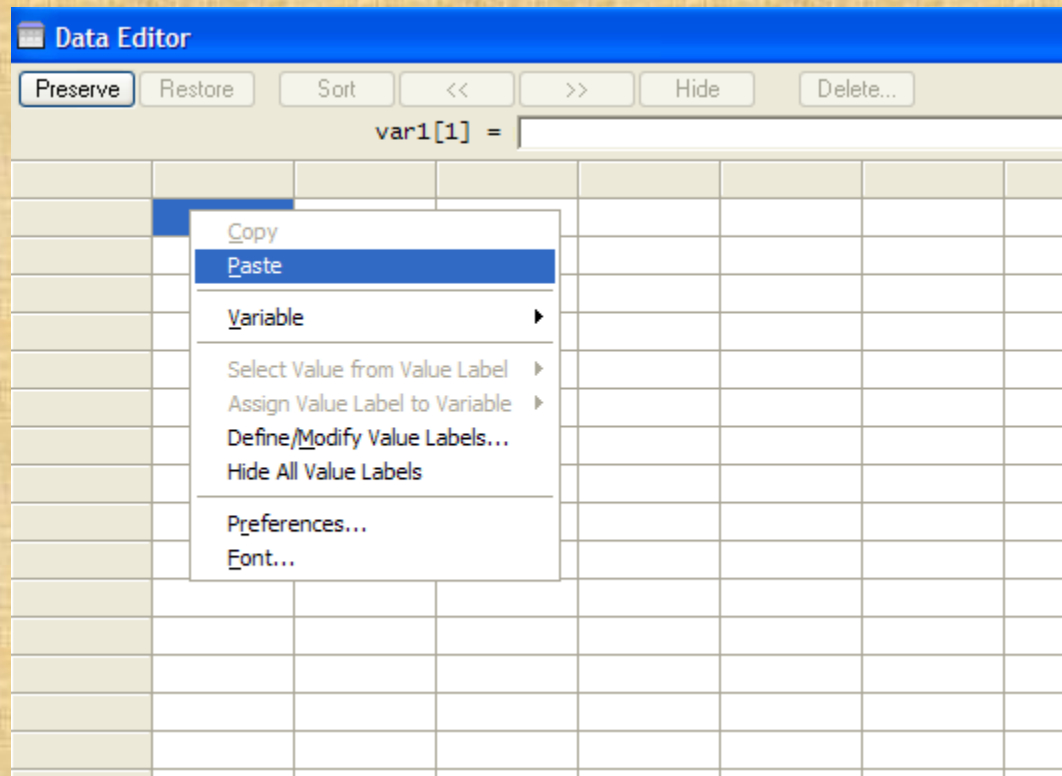 Data Editor
Preserve Restore Sort << >> Hide Delete...
var1[1] =
Copy
Paste
Variable
Select Value from Value Label
Assign Value Label to Variable
Define/Modify Value Labels...
Hide All Value Labels
Preferences...
Font...